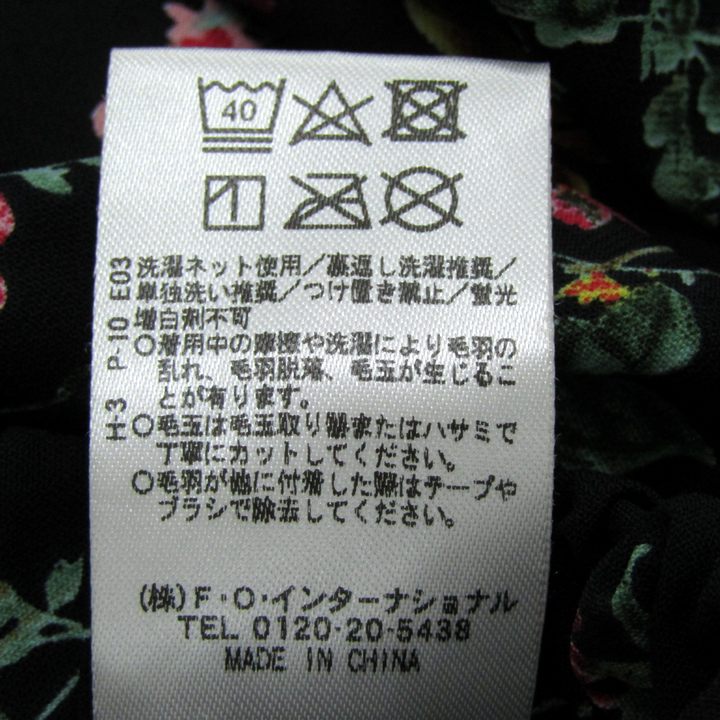 40
洗濯ネット使用/裏返し洗濯推奨/
単独洗い推奨/つけ置き禁止/蛍光
増白剤不可
○着用中の摩擦や洗濯により毛羽の
乱れ、毛羽脱落、毛玉が生じるこ
とが有ります。
○毛玉は毛玉取り器またはハサミで
丁寧にカットしてください。
○毛羽が他に付着した際はテープや
ブラシで除去してください。
H-3 P-10 E03
(株)F・O・インターナショナル
TEL 0120-20-5438
MADE IN CHINA